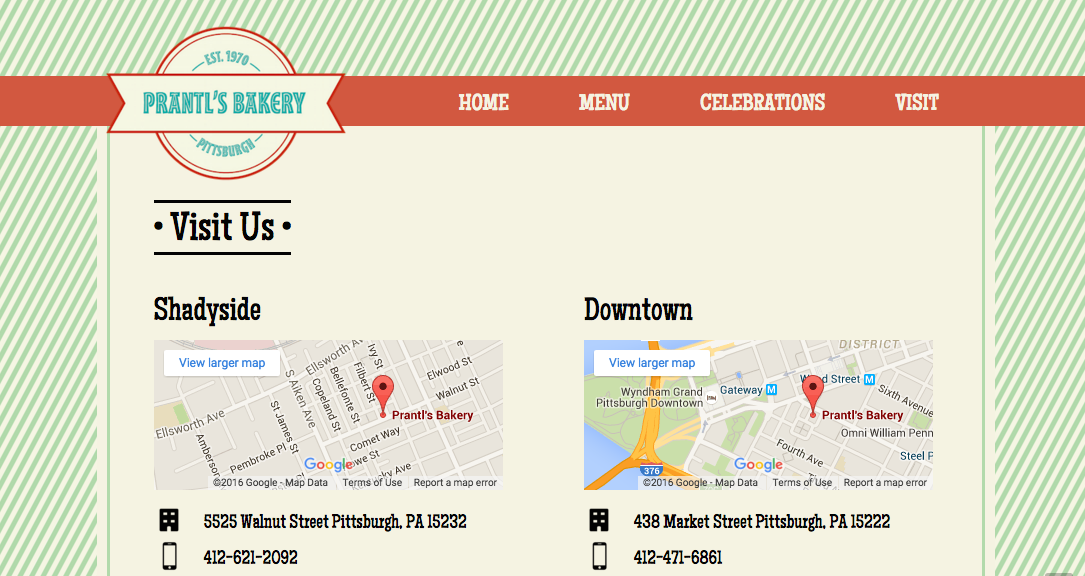 EST. 1970
PRANTL'S BAKERY
PITTSBURGH
HOME
MENU
CELEBRATIONS
VISIT
• Visit Us •
Shadyside
View larger map
Ellsworth Av
Ivy St
Filbert St
Bellefonte St
Copeland St
S Aiken Ave
St James St
Elwood St
Walnut St
Ellsworth Ave
Prantl's Bakery
Comet Way
Pembroke Pl
Google
©2016 Google - Map Data
Terms of Use
Report a map error
5525 Walnut Street Pittsburgh, PA 15232
412-621-2092
Downtown
View larger map
DISTRICT
Gateway M
Street M
Wyndham Grand
Pittsburgh Downtown
Sixth Avenue
Prantl's Bakery
Omni William Penn
Fourth Ave
Steel P
Google
376
©2016 Google - Map Data
Terms of Use
Report a map error
438 Market Street Pittsburgh, PA 15222
412-471-6861